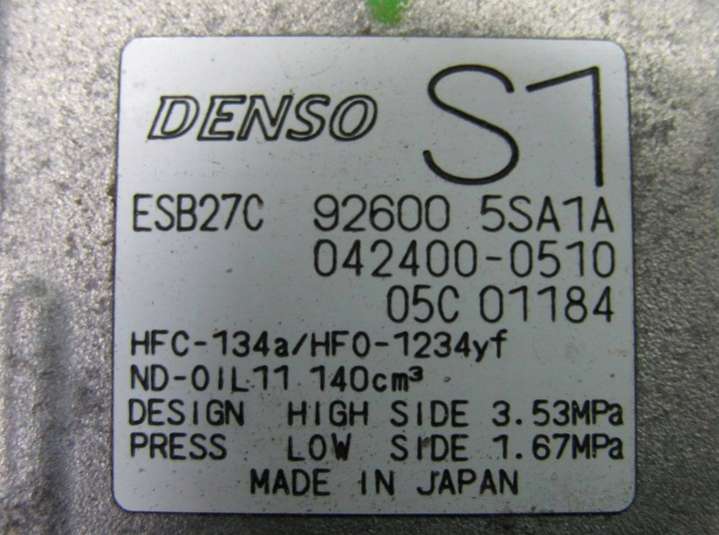 DENSO S1
ESB27C 92600 5SA1A
042400-0510
05C 01184
HFC-134a/HFO-1234yf
ND-OIL11 140cm³
DESIGN HIGH SIDE 3.53MPa
PRESS LOW SIDE 1.67MPa
MADE IN JAPAN